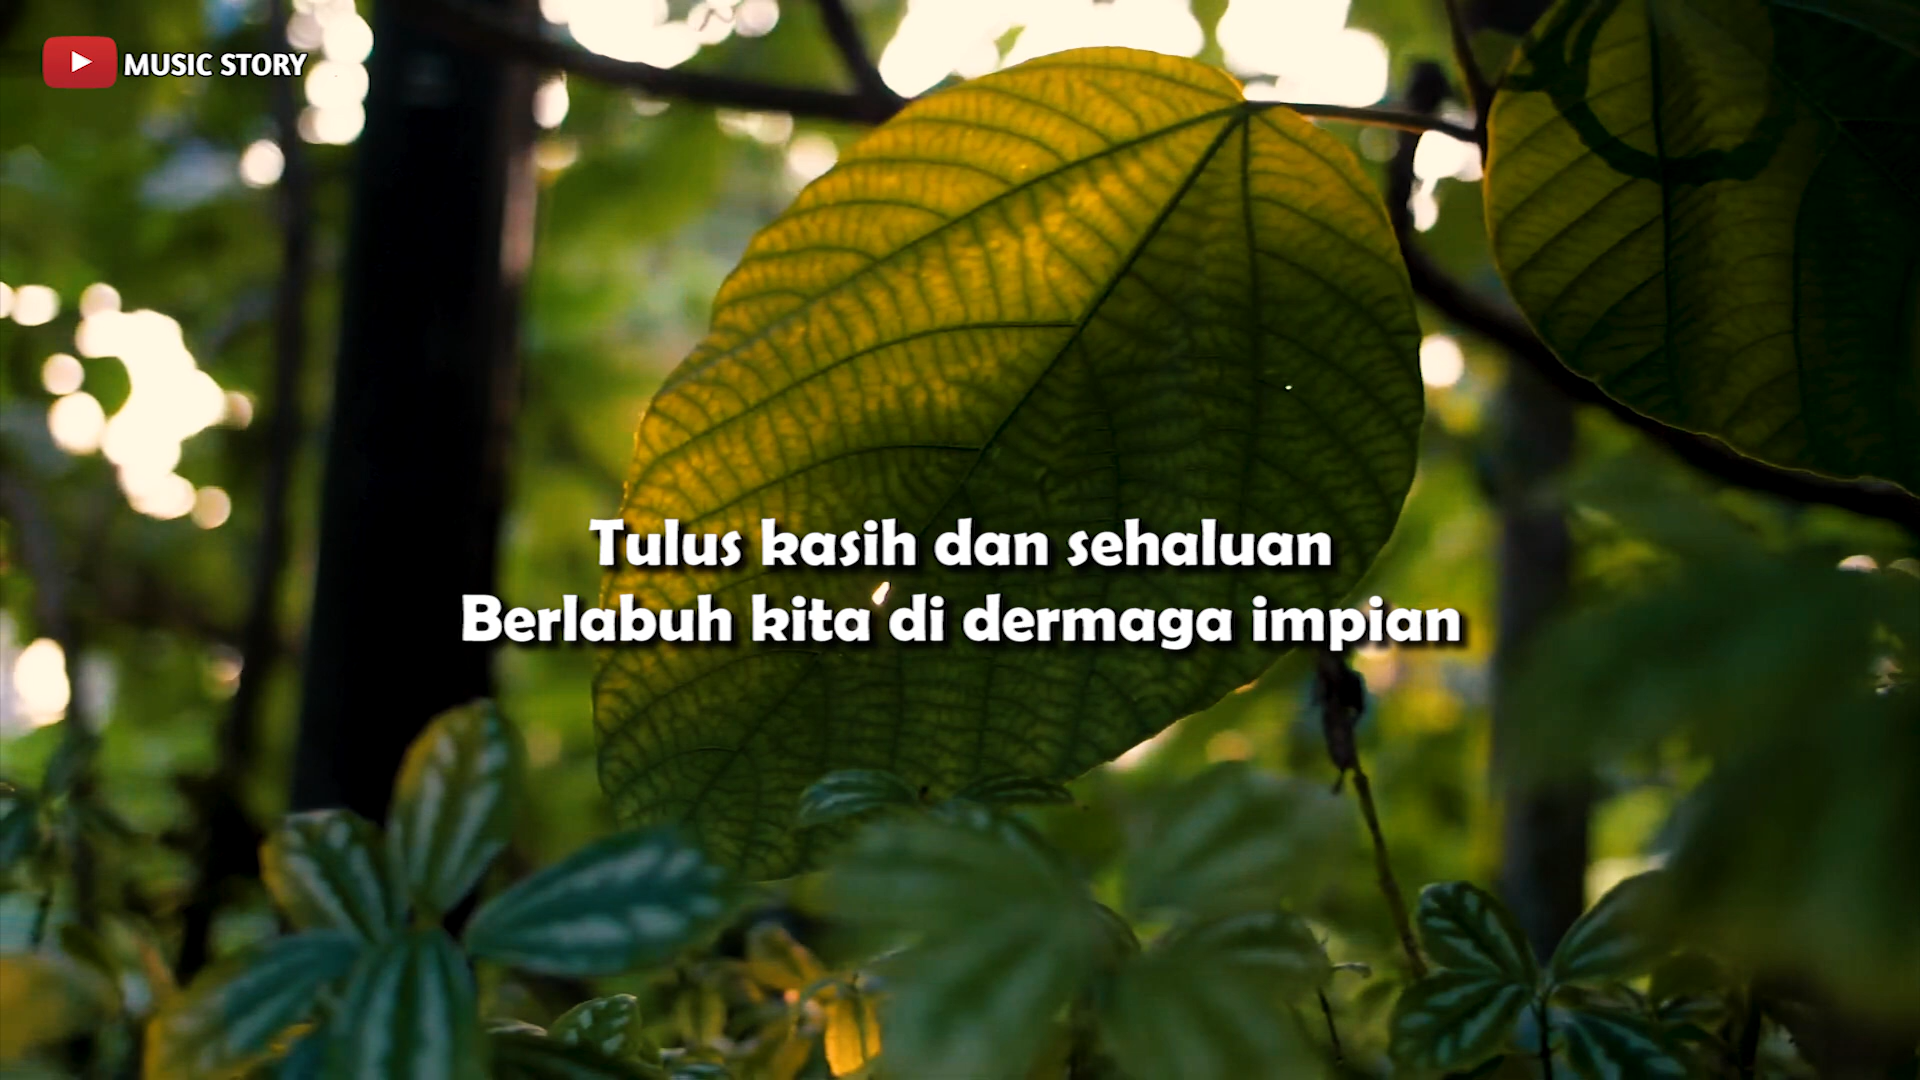 MUSIC STORY
Tulus kasih dan sehaluan
Berlabuh kita di dermaga impian